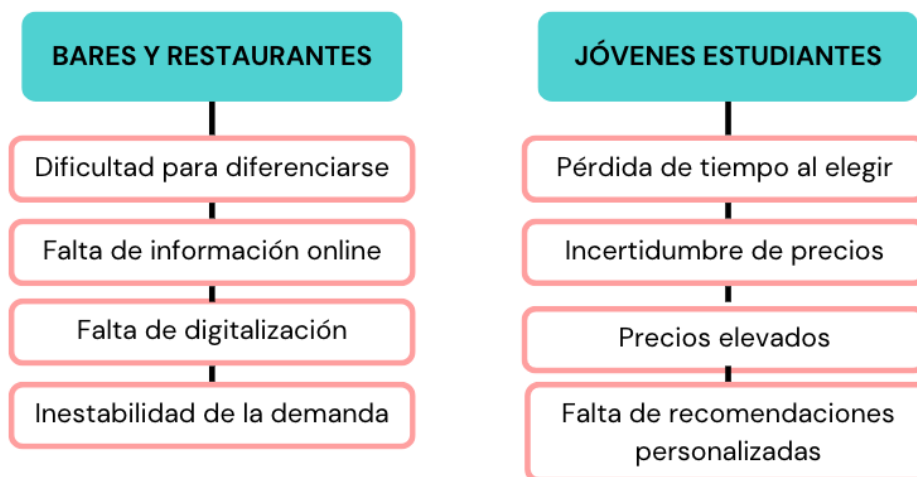 BARES Y RESTAURANTES
Dificultad para diferenciarse
Falta de información online
Falta de digitalización
Inestabilidad de la demanda
JÓVENES ESTUDIANTES
Pérdida de tiempo al elegir
Incertidumbre de precios
Precios elevados
Falta de recomendaciones
personalizadas